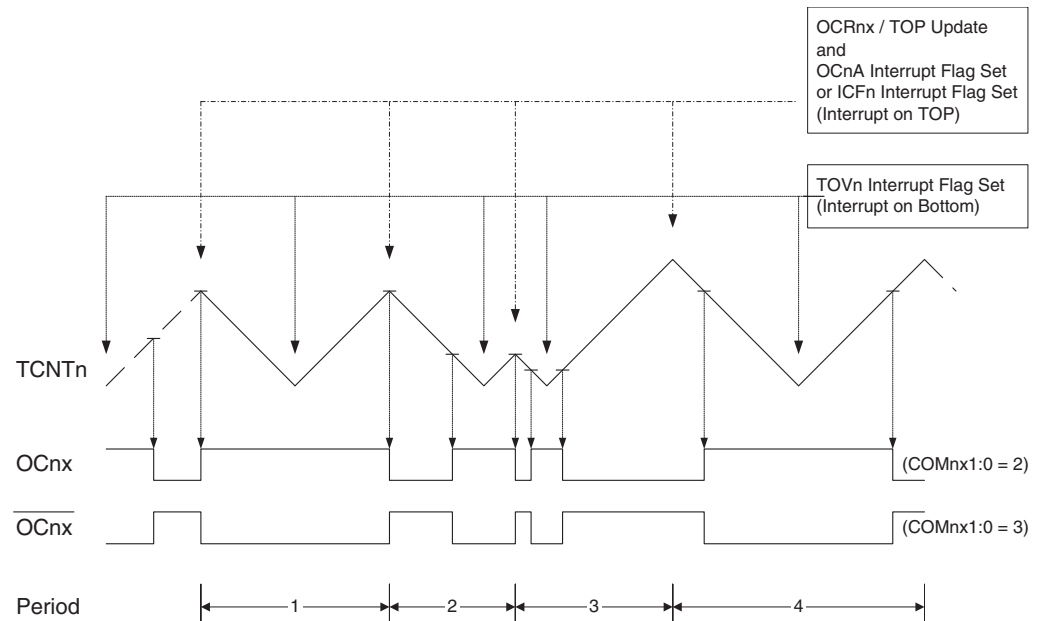 OCRnx / TOP Update
and
OCnA Interrupt Flag Set
or ICFn Interrupt Flag Set
(Interrupt on TOP)
TOVn Interrupt Flag Set
(Interrupt on Bottom)
TCNTn
OCnx
(COMnx1:0 = 2)
OCnx
(COMnx1:0 = 3)
Period
1
2
3
4